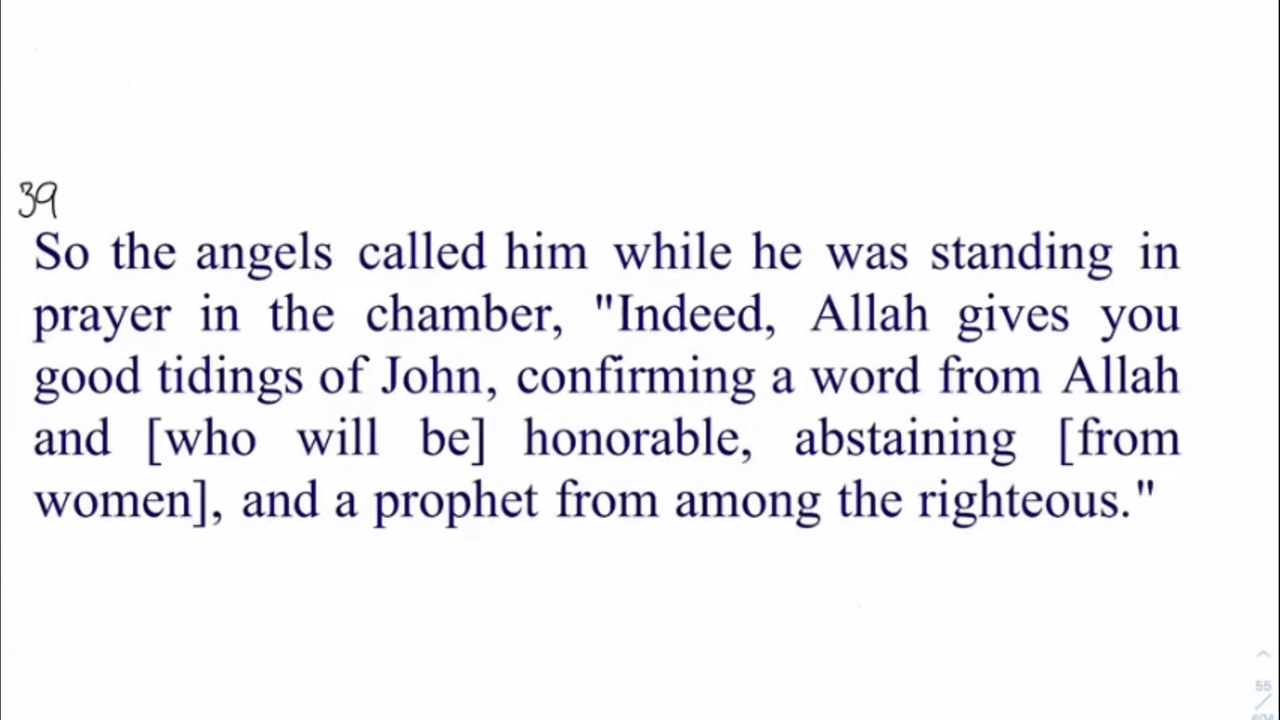 39
So the angels called him while he was standing in
prayer in the chamber, "Indeed, Allah gives you
good tidings of John, confirming a word from Allah
and [who will be] honorable, abstaining [from
women], and a prophet from among the righteous."
55
/
604